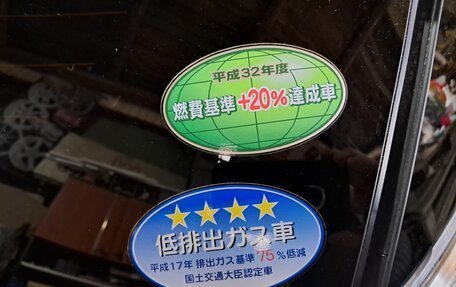 平成32年度
燃費基準+20%達成車
低排出ガス車
平成17年 排出ガス基準 75%低減
国土交通大臣認定車